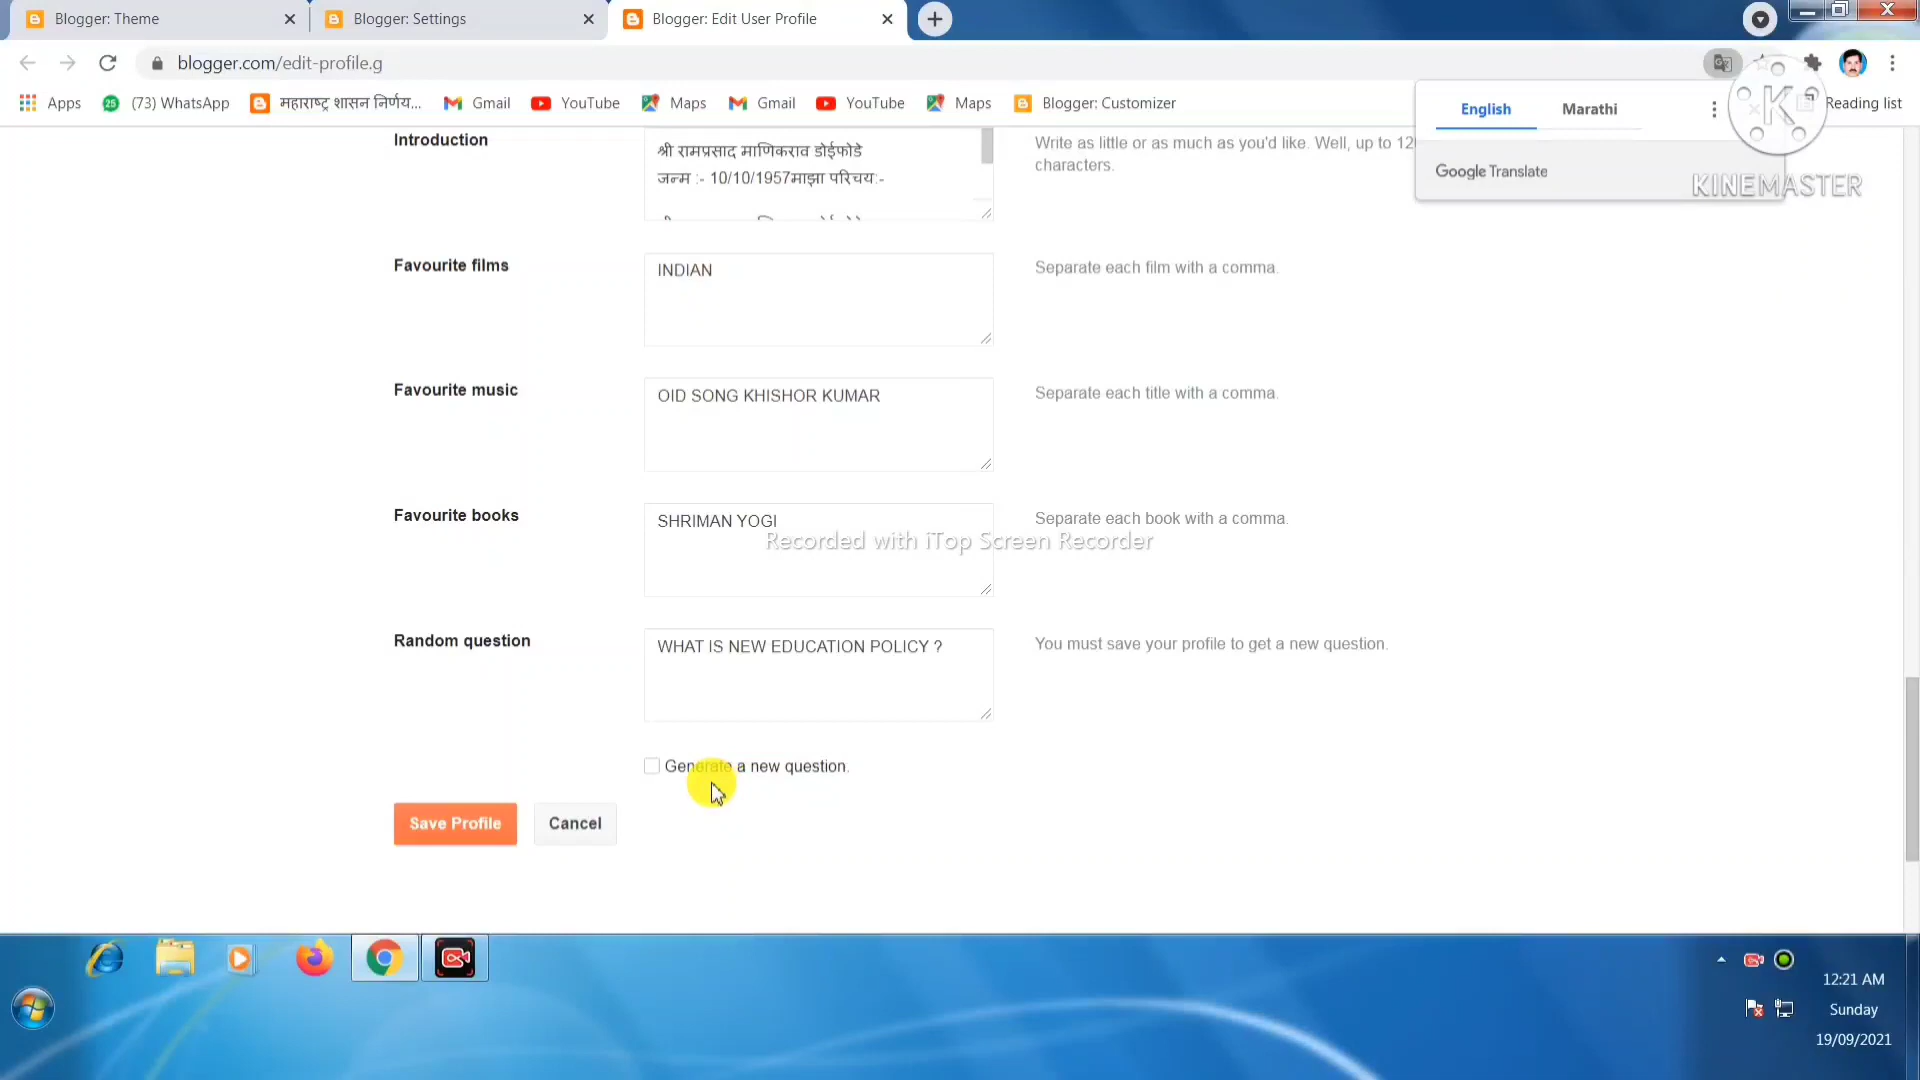 Blogger: Theme
Blogger: Settings
Blogger: Edit User Profile
blogger.com/edit-profile.g
Apps
(73) WhatsApp
महाराष्ट्र शासन निर्णय...
Gmail
YouTube
Maps
Gmail
YouTube
Maps
Blogger: Customizer
Reading list
English
Marathi
Google Translate
K
KINEMASTER
Introduction
श्री रामप्रसाद माणिकराव डोईफोडे
जन्म :- 10/10/1957माझा परिचय:-
Write as little or as much as you'd like. Well, up to
characters.
Favourite films
INDIAN
Separate each film with a comma.
Favourite music
OID SONG KHISHOR KUMAR
Separate each title with a comma.
Favourite books
SHRIMAN YOGI
Separate each book with a comma.
Recorded with iTop Screen Recorder
Random question
WHAT IS NEW EDUCATION POLICY ?
You must save your profile to get a new question.
Generate a new question.
Save Profile
Cancel
12:21 AM
Sunday
19/09/2021